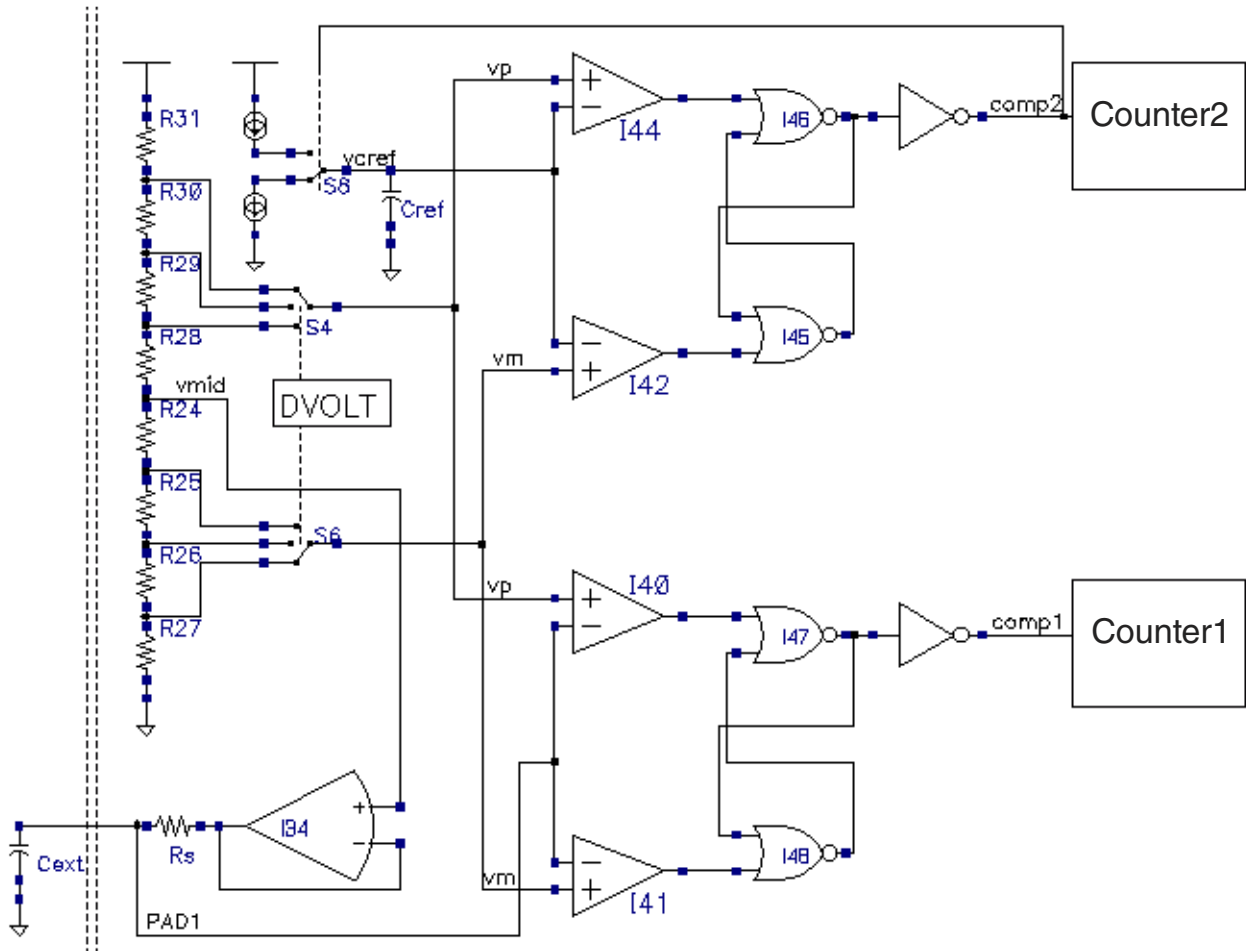 comp2
Counter2
vp
+
−
I44
I46
R31
vcref
S8
Cref
R30
R29
S4
I45
R28
vm
−
+
I42
vmid
DVOLT
R24
R25
S6
R26
vp
+
−
I40
I47
comp1
Counter1
R27
+
−
I34
Rs
Cext
PAD1
vm
−
+
I41
I48